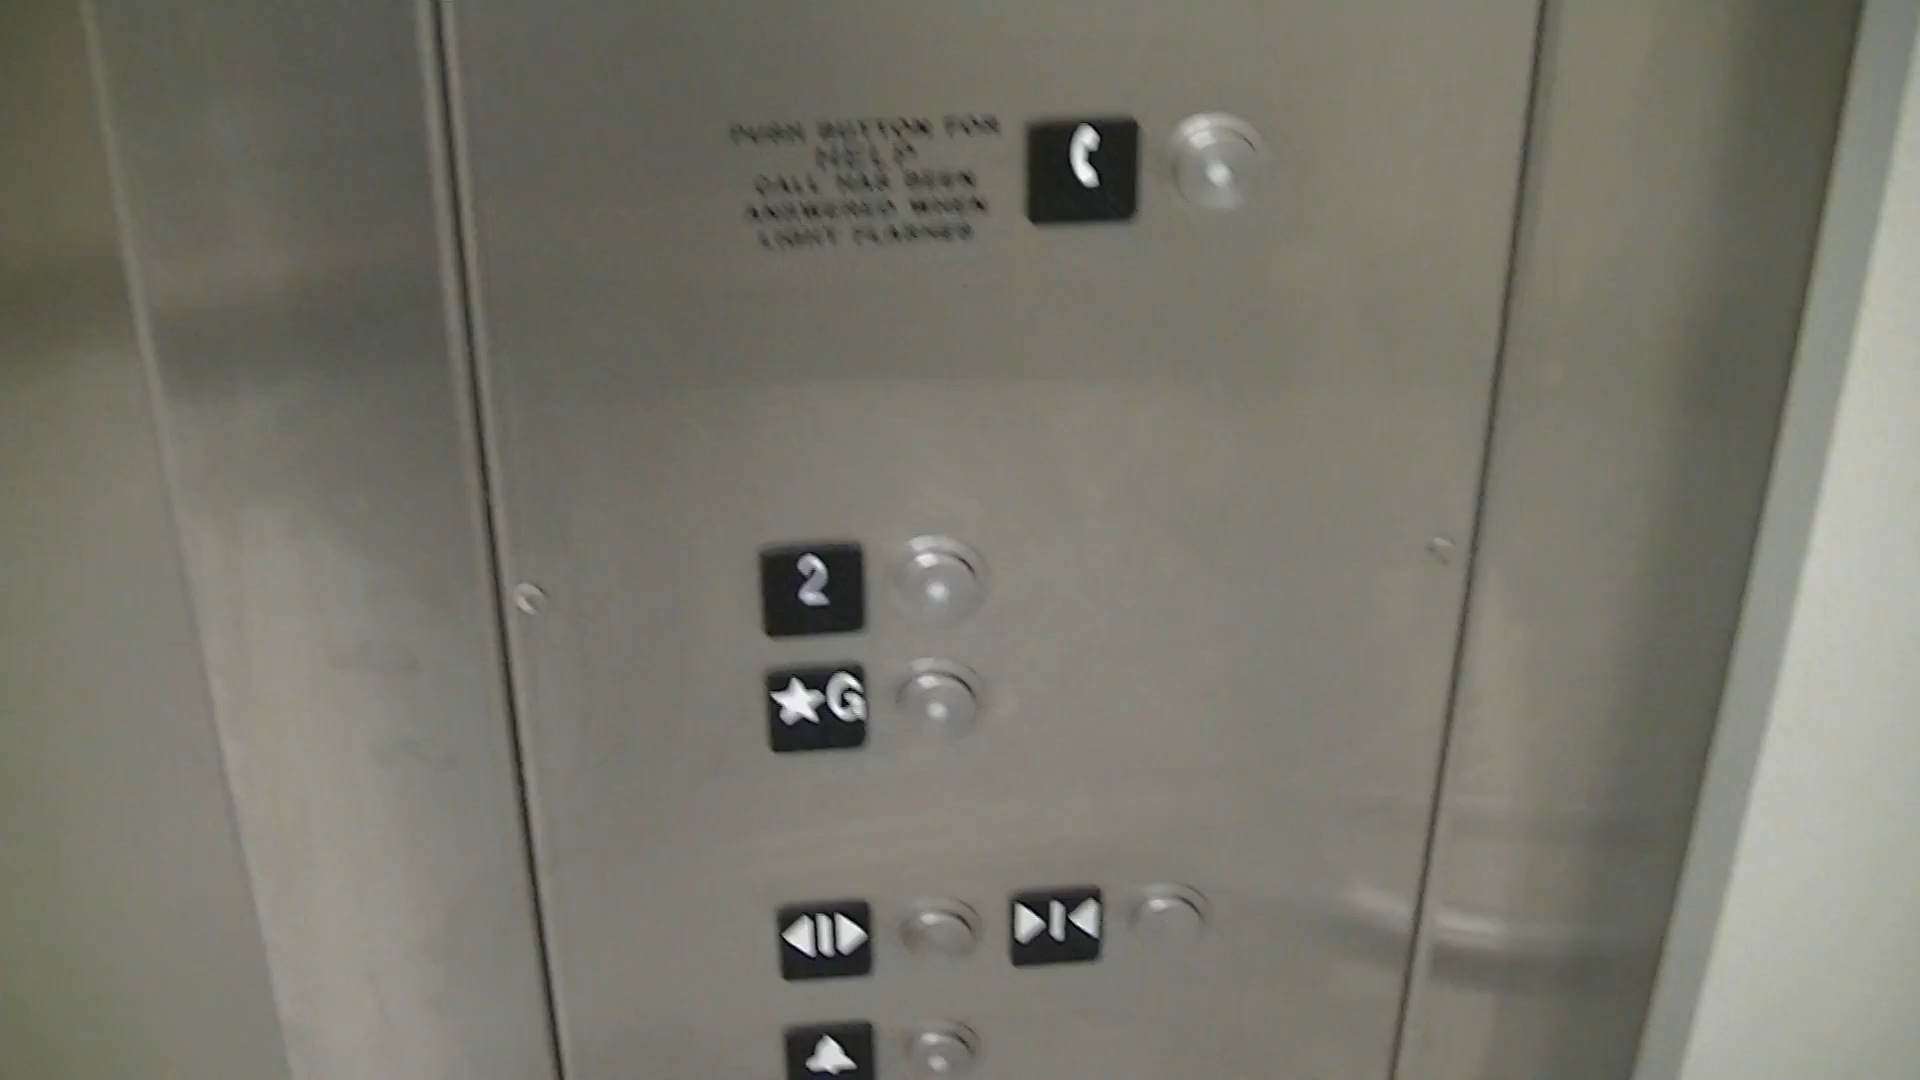 PUSH BUTTON FOR
HELP
CALL HAS BEEN
ANSWERED WHEN
LIGHT FLASHES
2
★G